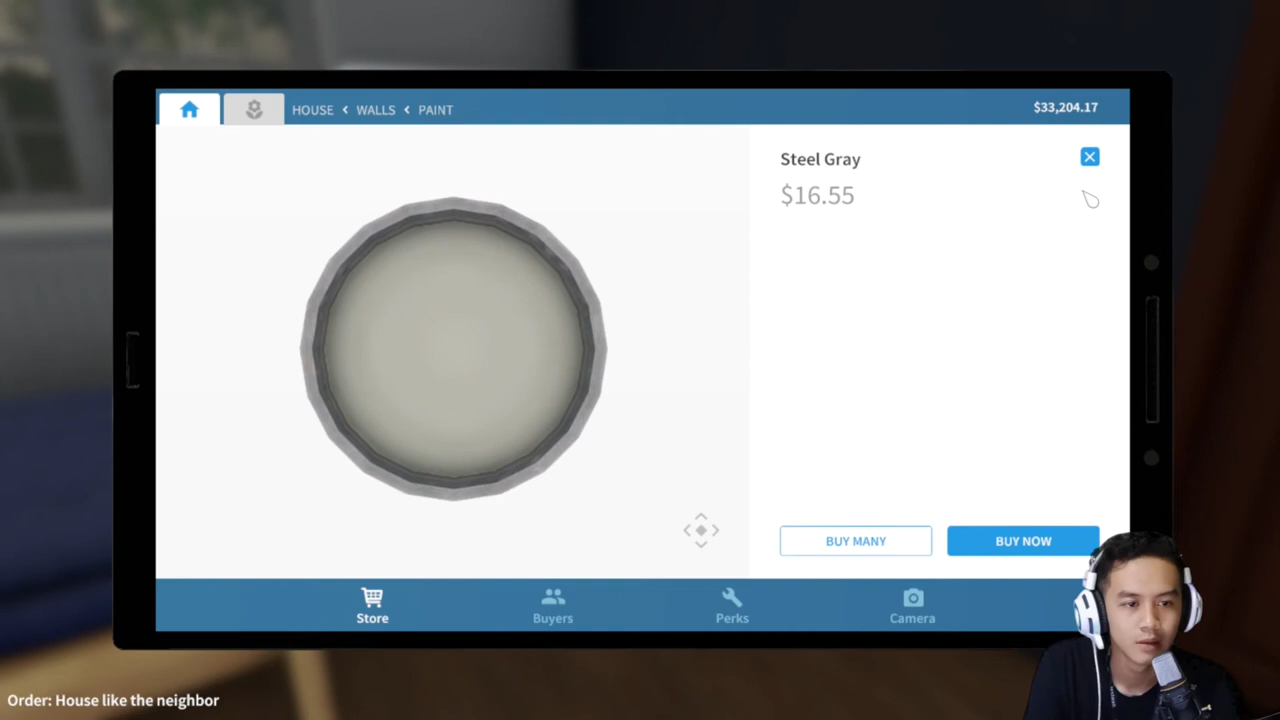 HOUSE < WALLS < PAINT
$33,204.17
Steel Gray
$16.55
BUY MANY
BUY NOW
Store
Buyers
Perks
Camera
Order: House like the neighbor